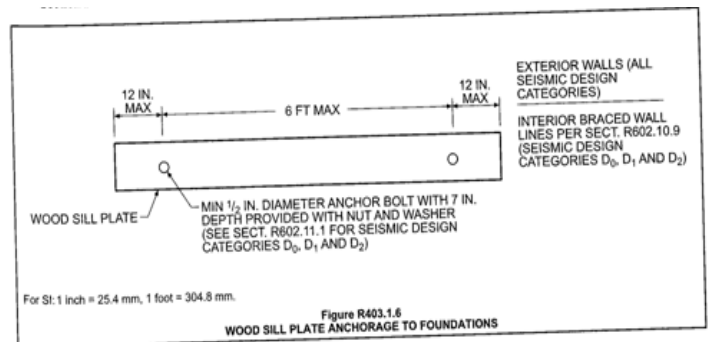 12 IN.
MAX
6 FT MAX
12 IN.
MAX
EXTERIOR WALLS (ALL
SEISMIC DESIGN
CATEGORIES)
INTERIOR BRACED WALL
LINES PER SECT. R602.10.9
(SEISMIC DESIGN
CATEGORIES D₀, D₁ AND D₂)
WOOD SILL PLATE
MIN 1/2 IN. DIAMETER ANCHOR BOLT WITH 7 IN.
DEPTH PROVIDED WITH NUT AND WASHER
(SEE SECT. R602.11.1 FOR SEISMIC DESIGN
CATEGORIES D₀, D₁ AND D₂)
For SI: 1 inch = 25.4 mm, 1 foot = 304.8 mm.
Figure R403.1.6
WOOD SILL PLATE ANCHORAGE TO FOUNDATIONS